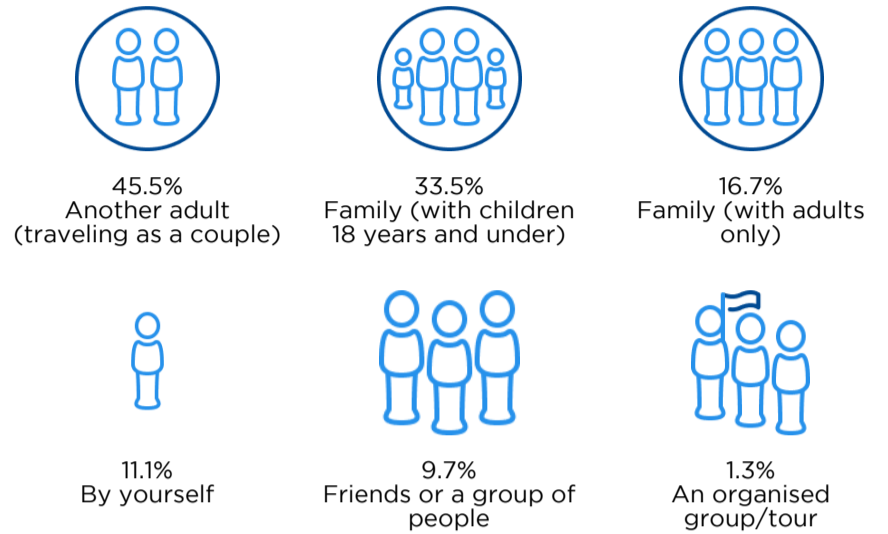 45.5%
Another adult
(traveling as a couple)
33.5%
Family (with children
18 years and under)
16.7%
Family (with adults
only)
11.1%
By yourself
9.7%
Friends or a group of
people
1.3%
An organised
group/tour